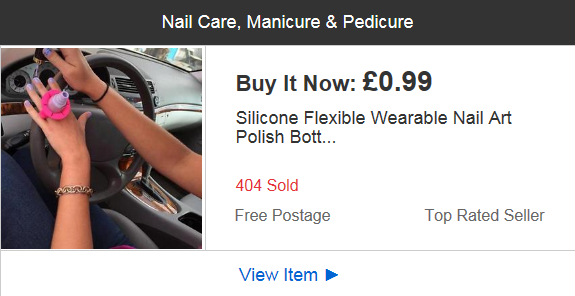 Nail Care, Manicure & Pedicure
Buy It Now: £0.99
Silicone Flexible Wearable Nail Art
Polish Bott...
404 Sold
Free Postage
Top Rated Seller
View Item ►